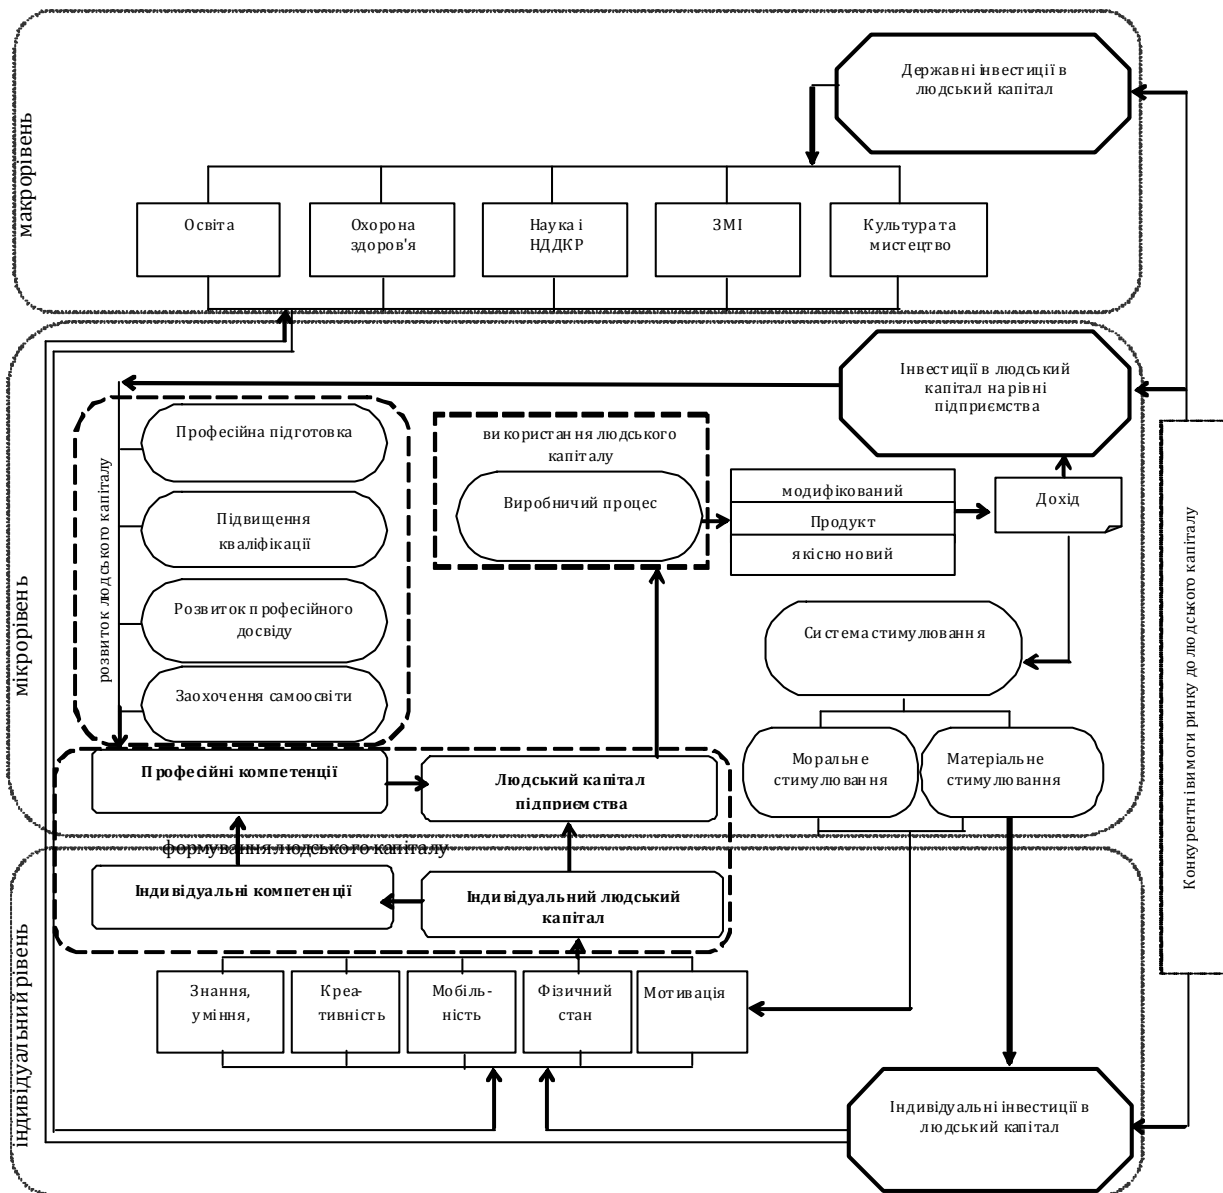 макрорівень
Державні інвестиції в
людський капітал
Освіта
Охорона
здоров'я
Наука і
НДДКР
ЗМІ
Культура та
мистецтво
мікрорівень
Інвестиції в людський
капітал на рівні
підприємства
розвиток людського капіталу
Професійна підготовка
Підвищення
кваліфікації
Розвиток професійного
досвіду
Заохочення самоосвіти
використання людського
капіталу
Виробничий процес
модифікований
Продукт
якісно новий
Дохід
Система стимулювання
Моральне
стимулювання
Матеріальне
стимулювання
Конкурентні вимоги ринку до людського капіталу
Професійні компетенції
Людський капітал
підприємства
формування людського капіталу
Індивідуальні компетенції
Індивідуальний людський
капітал
індивідуальний рівень
Знання,
уміння,
Креа-
тивність
Мобіль-
ність
Фізичний
стан
Мотивація
Індивідуальні інвестиції в
людський капітал